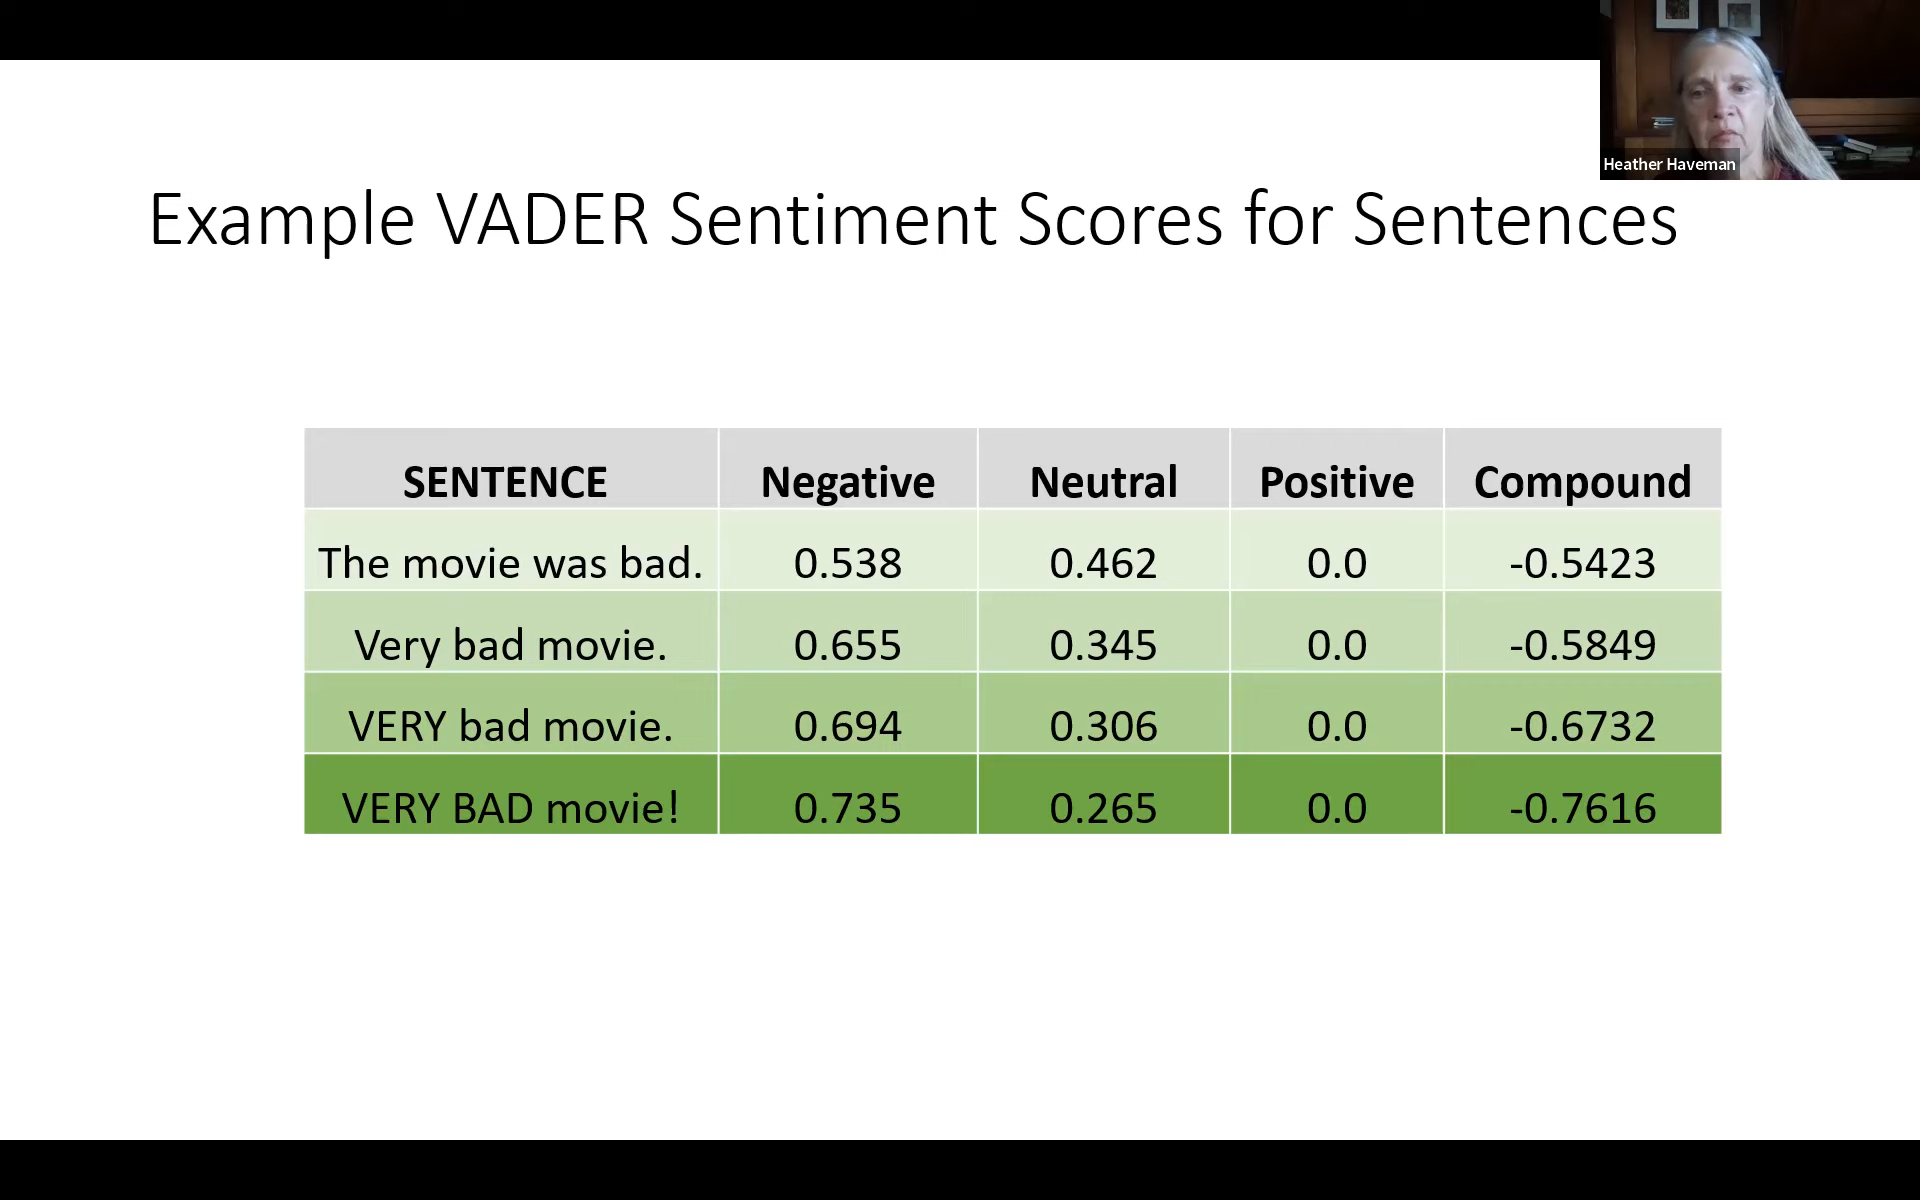 Heather Haveman
Example VADER Sentiment Scores for Sentences
SENTENCE Negative Neutral Positive Compound
The movie was bad. 0.538 0.462 0.0 -0.5423
Very bad movie. 0.655 0.345 0.0 -0.5849
VERY bad movie. 0.694 0.306 0.0 -0.6732
VERY BAD movie! 0.735 0.265 0.0 -0.7616